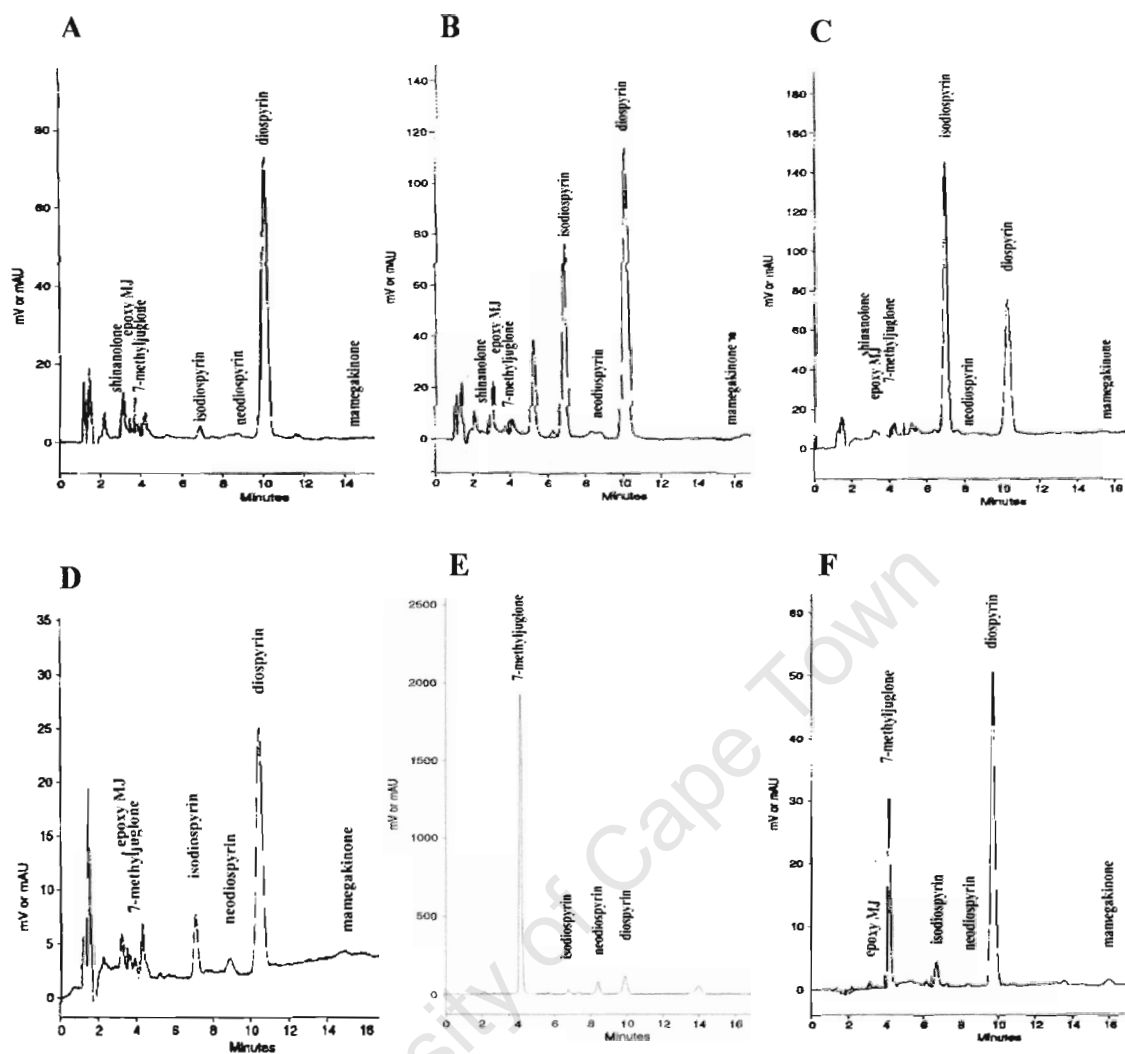 A
mV or mAU
80
60
40
20
0
shinanolone
epoxy MJ
7-methyljuglone
isodiospyrin
neodiospyrin
diospyrin
mamegakinone
0 2 4 6 8 10 12 14
Minutes
B
mV or mAU
140
120
100
80
60
40
20
0
shinanolone
epoxy MJ
7-methyljuglone
isodiospyrin
neodiospyrin
diospyrin
mamegakinone
0 2 4 6 8 10 12 14 16
Minutes
C
mV or mAU
180
160
140
120
100
80
60
40
20
0
shinanolone
epoxy MJ
7-methyljuglone
isodiospyrin
neodiospyrin
diospyrin
mamegakinone
0 2 4 6 8 10 12 14 16
Minutes
D
mV or mAU
35
30
25
20
15
10
5
0
epoxy MJ
7-methyljuglone
isodiospyrin
neodiospyrin
diospyrin
mamegakinone
0 2 4 6 8 10 12 14 16
Minutes
E
mV or mAU
2500
2000
1500
1000
500
0
7-methyljuglone
isodiospyrin
neodiospyrin
diospyrin
0 2 4 6 8 10 12 14 16
Minutes
F
mV or mAU
60
50
40
30
20
10
0
epoxy MJ
7-methyljuglone
isodiospyrin
neodiospyrin
diospyrin
mamegakinone
0 2 4 6 8 10 12 14 16
Minutes
sity of Cape Town